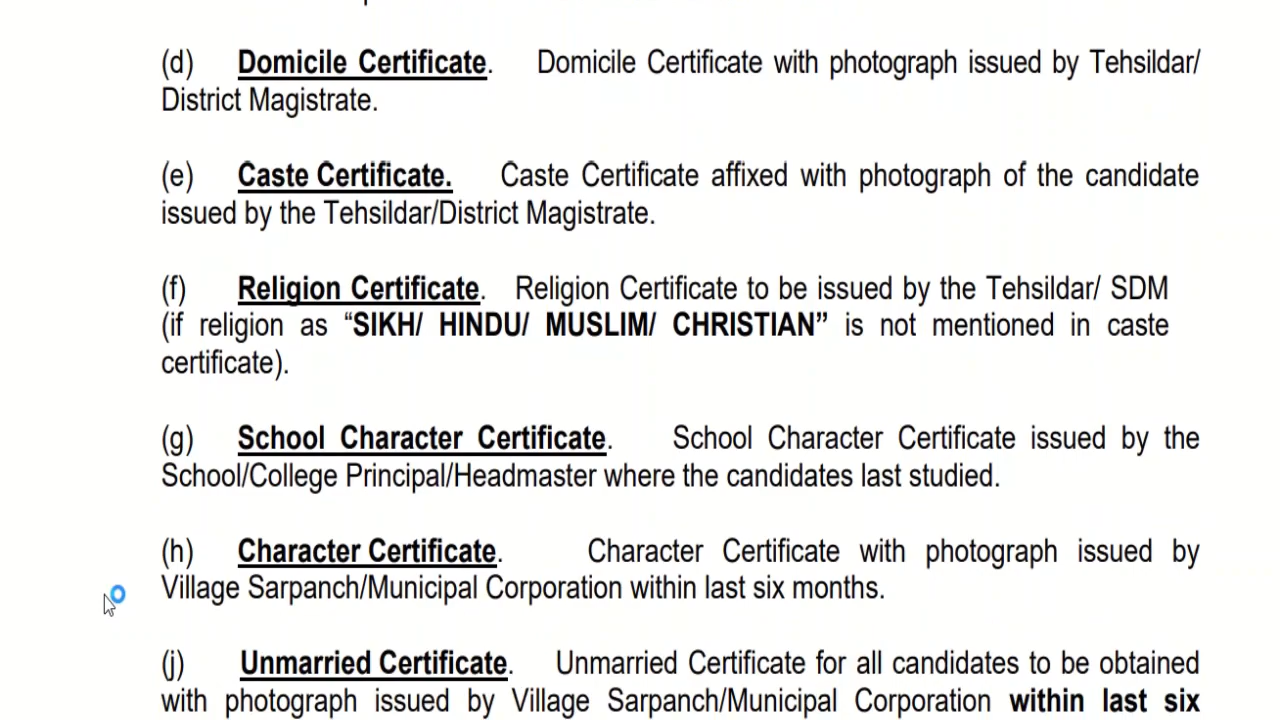 (d) Domicile Certificate. Domicile Certificate with photograph issued by Tehsildar/
District Magistrate.
(e) Caste Certificate. Caste Certificate affixed with photograph of the candidate
issued by the Tehsildar/District Magistrate.
(f) Religion Certificate. Religion Certificate to be issued by the Tehsildar/ SDM
(if religion as “SIKH/ HINDU/ MUSLIM/ CHRISTIAN” is not mentioned in caste
certificate).
(g) School Character Certificate. School Character Certificate issued by the
School/College Principal/Headmaster where the candidates last studied.
(h) Character Certificate. Character Certificate with photograph issued by
Village Sarpanch/Municipal Corporation within last six months.
(j) Unmarried Certificate. Unmarried Certificate for all candidates to be obtained
with photograph issued by Village Sarpanch/Municipal Corporation within last six